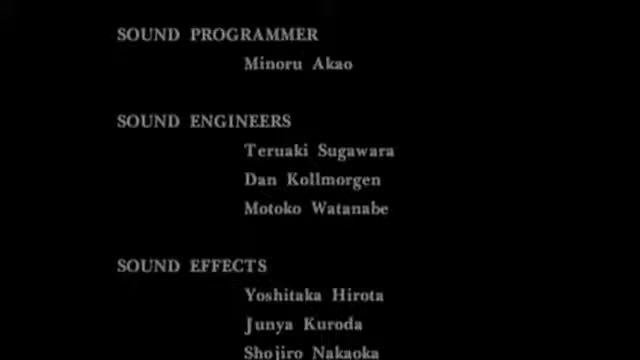 SOUND PROGRAMMER
Minoru Akao
SOUND ENGINEERS
Teruaki Sugawara
Dan Kollmorgen
Motoko Watanabe
SOUND EFFECTS
Yoshitaka Hirota
Junya Kuroda
Shojiro Nakaoka